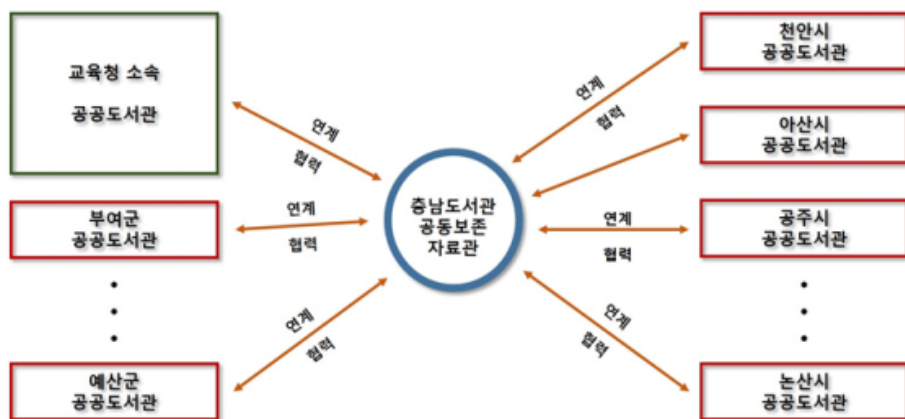 교육청 소속
공공도서관
부여군
공공도서관
예산군
공공도서관
연계
협력
연계
협력
연계
협력
충남도서관
공동보존
자료관
연계
협력
연계
협력
연계
협력
천안시
공공도서관
아산시
공공도서관
공주시
공공도서관
논산시
공공도서관